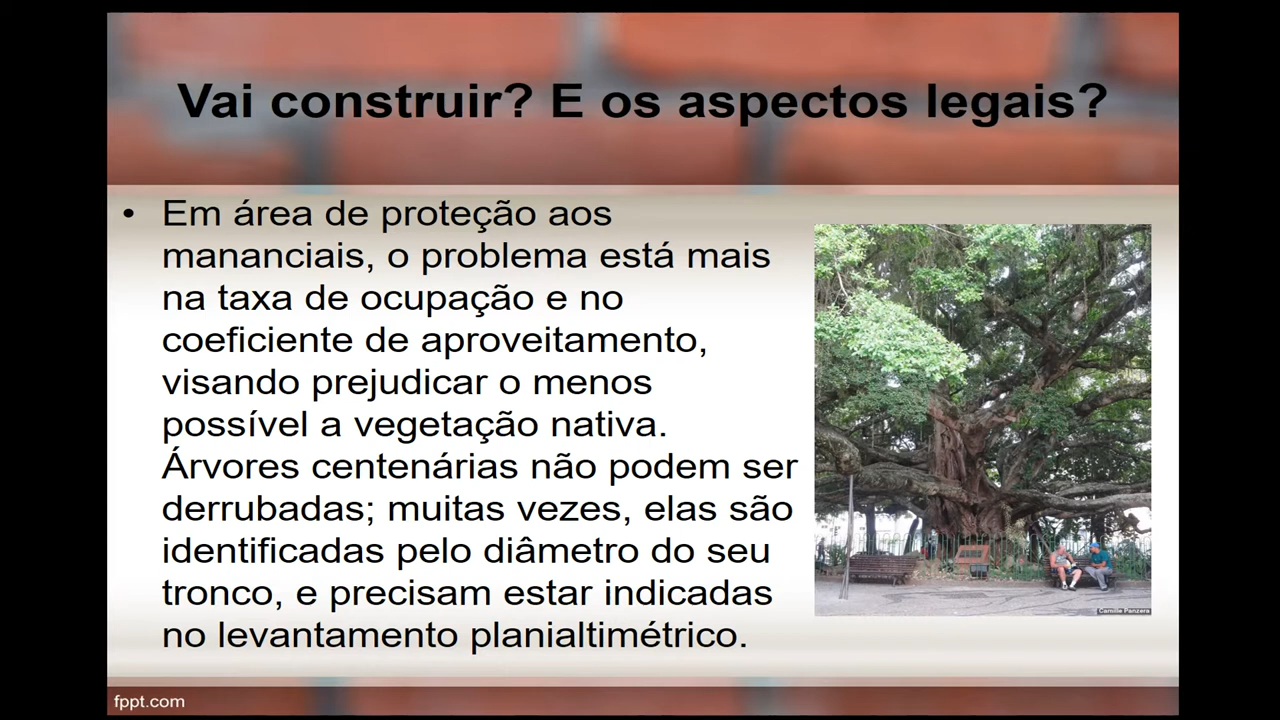 Vai construir? E os aspectos legais?
• Em área de proteção aos
mananciais, o problema está mais
na taxa de ocupação e no
coeficiente de aproveitamento,
visando prejudicar o menos
possível a vegetação nativa.
Árvores centenárias não podem ser
derrubadas; muitas vezes, elas são
identificadas pelo diâmetro do seu
tronco, e precisam estar indicadas
no levantamento planialtimétrico.
Camille Panzera
fppt.com